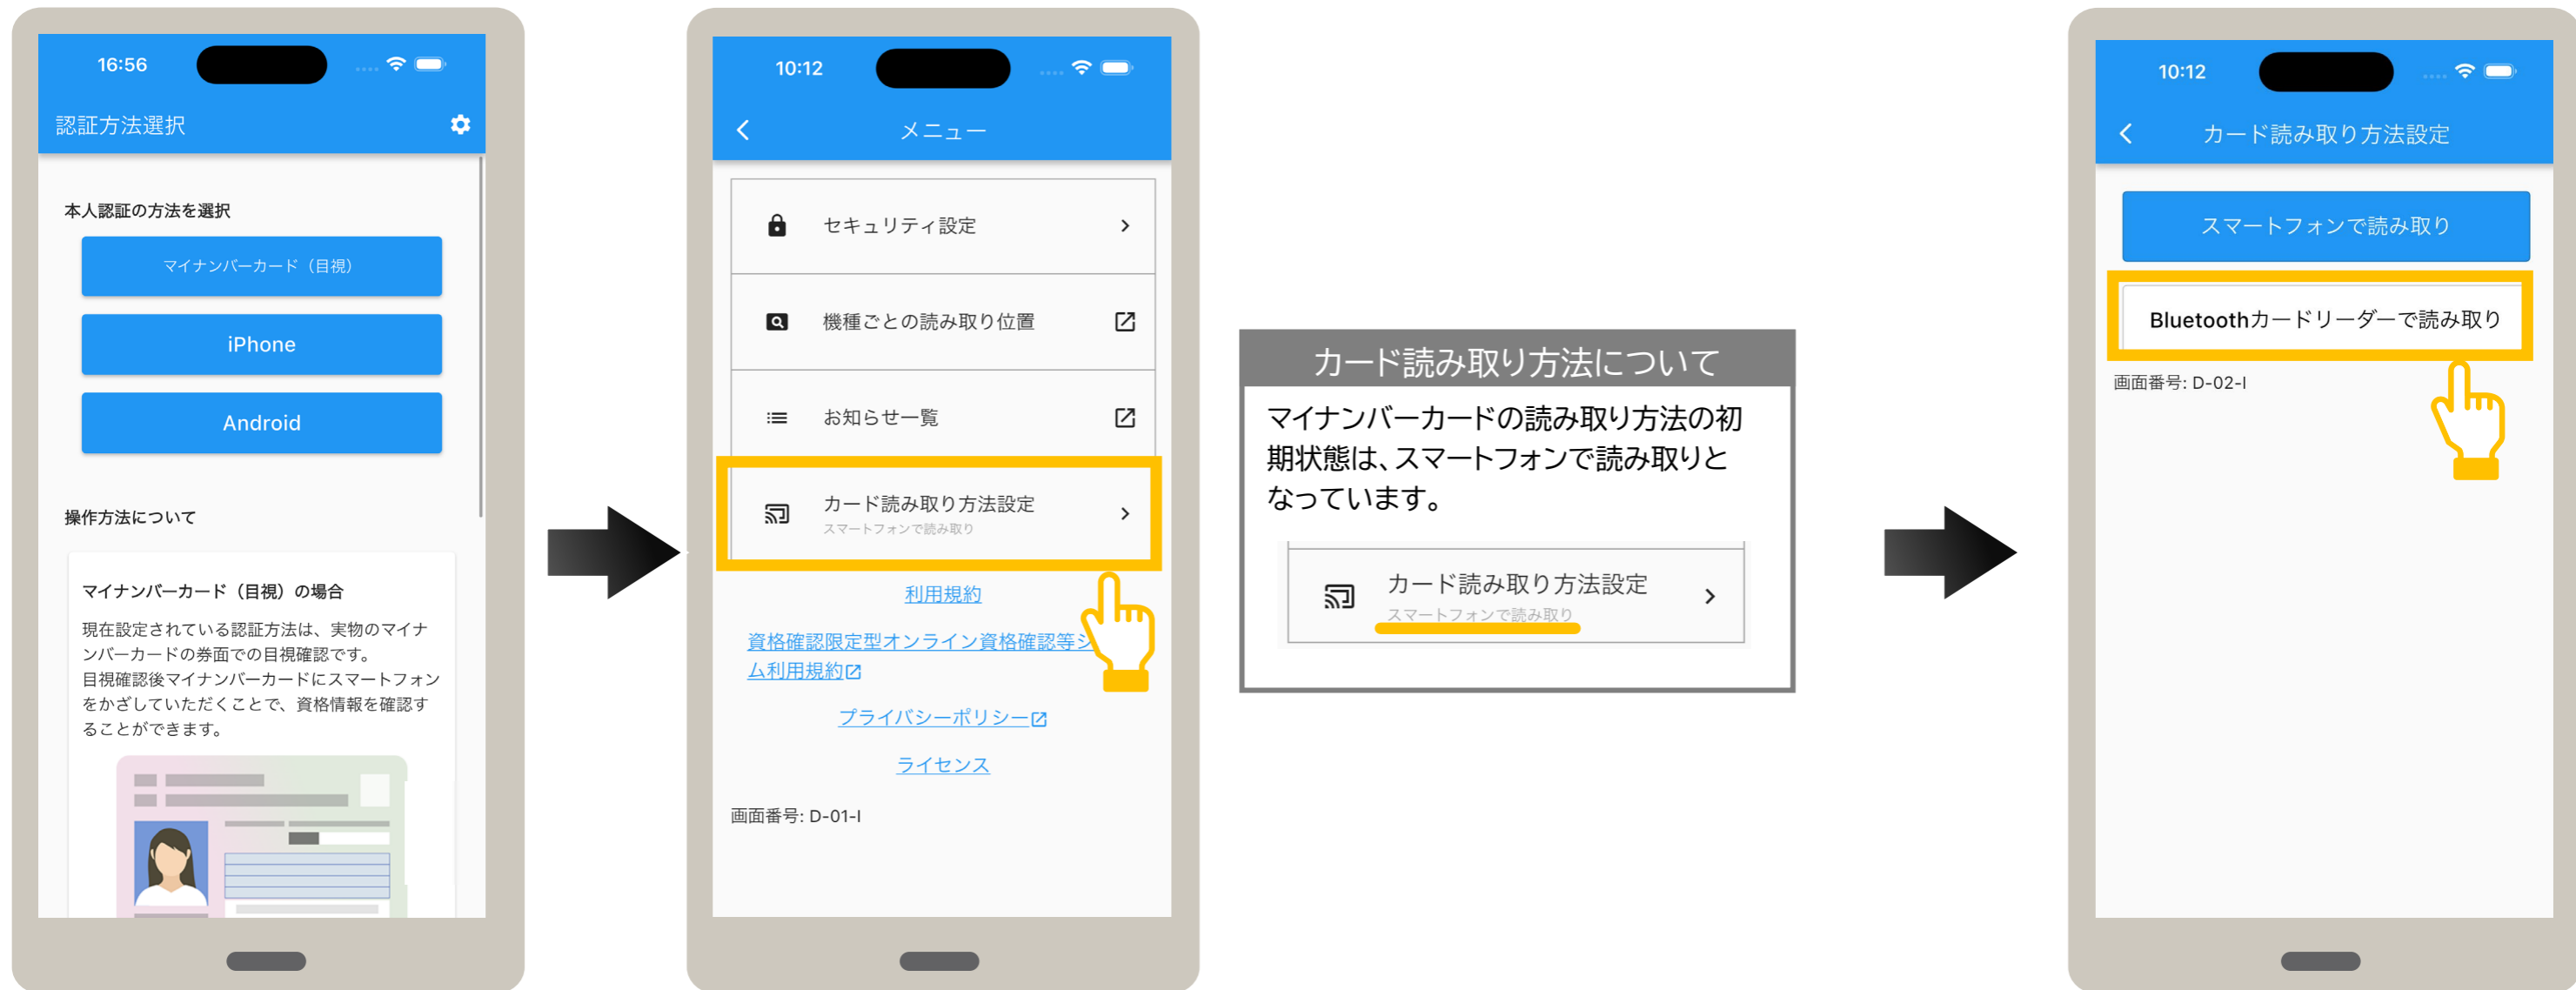 16:56
認証方法選択
本人認証の方法を選択
マイナンバーカード（目視）
iPhone
Android
操作方法について
マイナンバーカード（目視）の場合
現在設定されている認証方法は、実物のマイナ
ンバーカードの券面での目視確認です。
目視確認後マイナンバーカードにスマートフォン
をかざしていただくことで、資格情報を確認す
ることができます。
10:12
メニュー
セキュリティ設定
機種ごとの読み取り位置
お知らせ一覧
カード読み取り方法設定
スマートフォンで読み取り
利用規約
資格確認限定型オンライン資格確認等シ
ム利用規約
プライバシーポリシー
ライセンス
画面番号: D-01-I
カード読み取り方法について
マイナンバーカードの読み取り方法の初
期状態は、スマートフォンで読み取りと
なっています。
カード読み取り方法設定
スマートフォンで読み取り
10:12
カード読み取り方法設定
スマートフォンで読み取り
Bluetoothカードリーダーで読み取り
画面番号: D-02-I